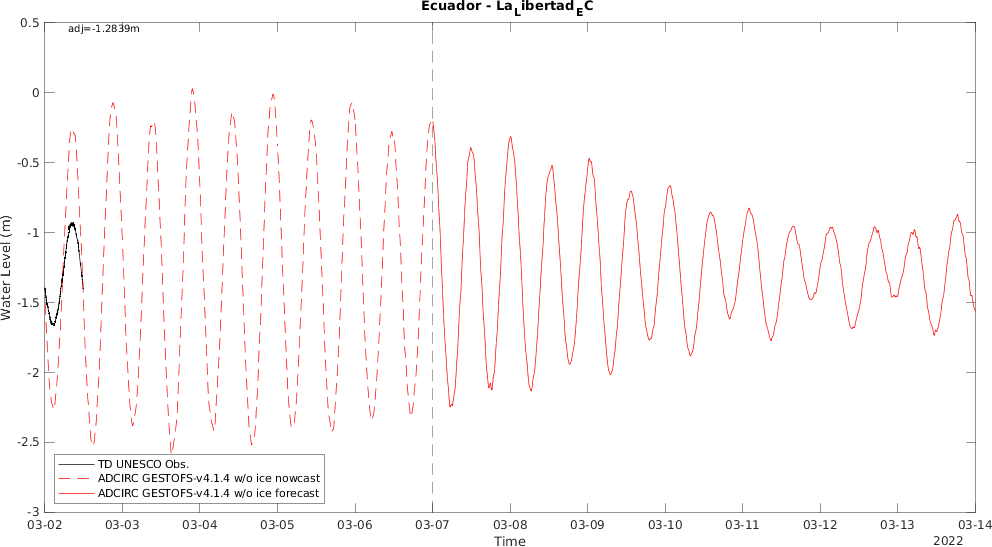 Ecuador - LaLibertadEC
adj=-1.2839m
0.5
0
-0.5
-1
-1.5
-2
-2.5
-3
Water Level (m)
TD UNESCO Obs.
ADCIRC GESTOFS-v4.1.4 w/o ice nowcast
ADCIRC GESTOFS-v4.1.4 w/o ice forecast
03-02 03-03 03-04 03-05 03-06 03-07 03-08 03-09 03-10 03-11 03-12 03-13 03-14
Time
2022